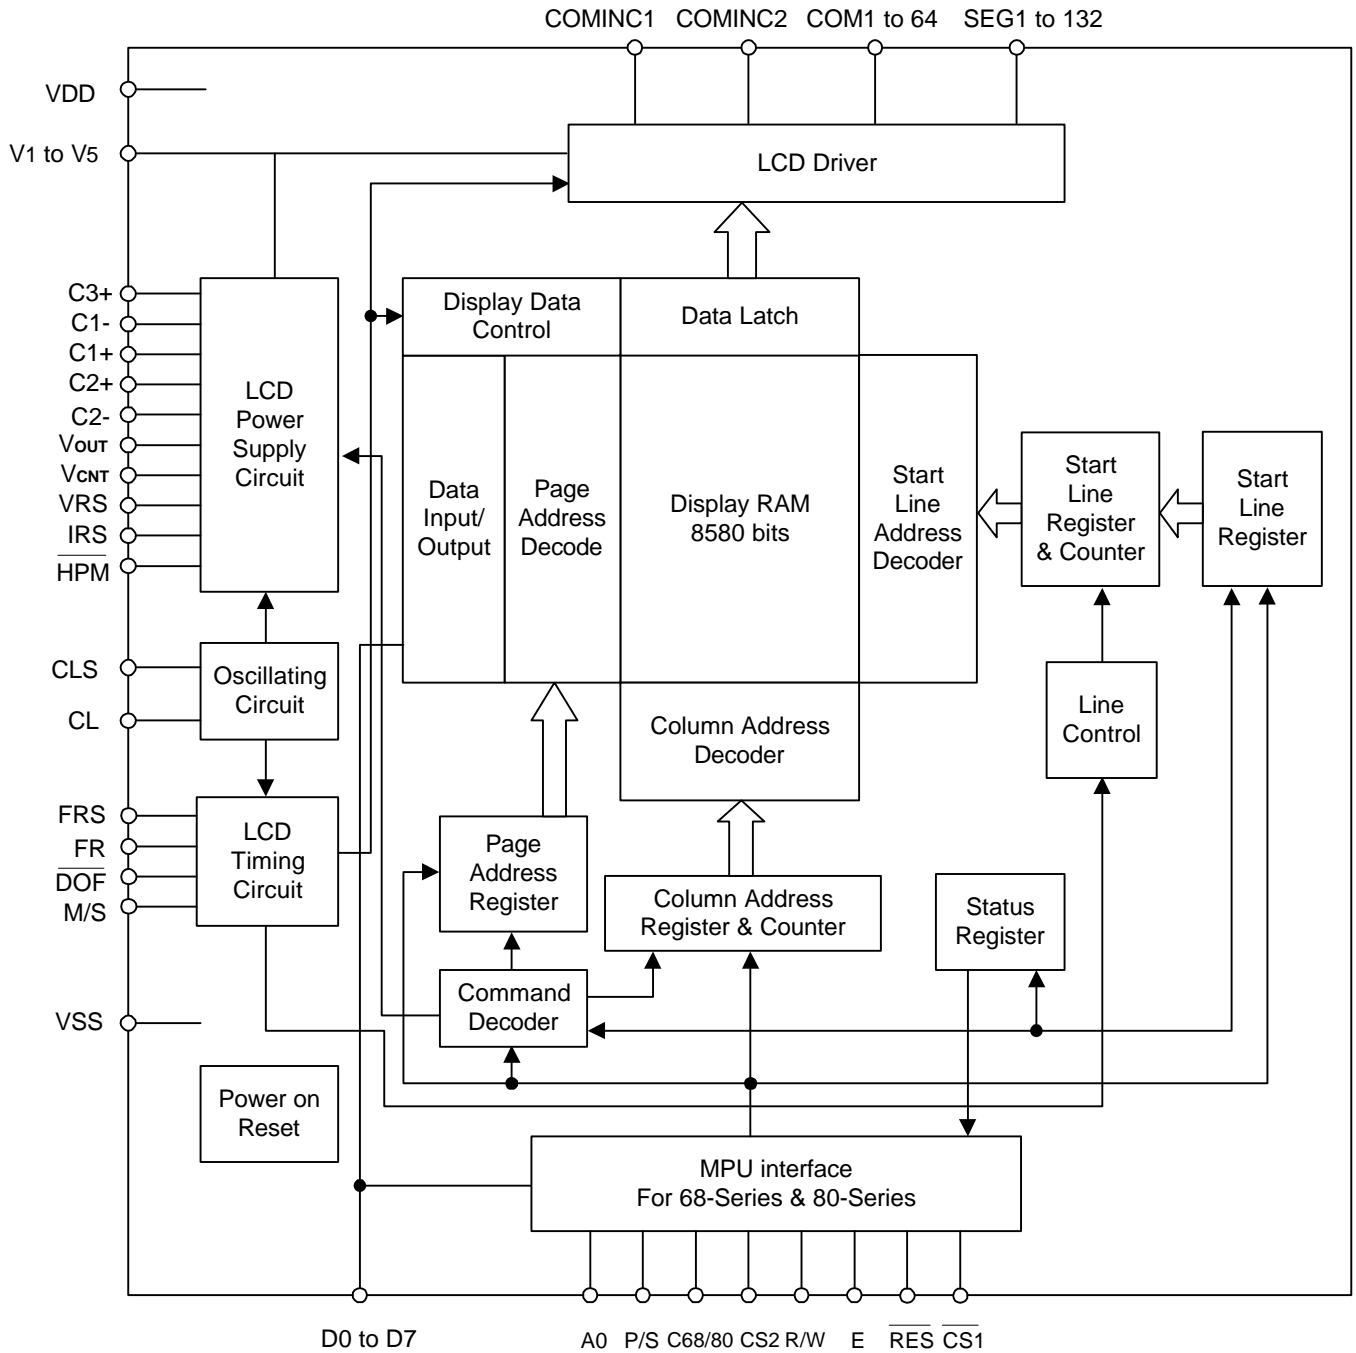 COMINC1 COMINC2 COM1 to 64 SEG1 to 132
VDD
V1 to V5
LCD Driver
C3+
C1-
C1+
C2+
C2-
VOUT
VCNT
VRS
IRS
HPM
LCD
Power
Supply
Circuit
Display Data
Control
Data Latch
Data
Input/
Output
Page
Address
Decode
Display RAM
8580 bits
Start
Line
Address
Decoder
Start
Line
Register
& Counter
Start
Line
Register
CLS
CL
Oscillating
Circuit
Column Address
Decoder
Line
Control
FRS
FR
DOF
M/S
LCD
Timing
Circuit
Page
Address
Register
Column Address
Register & Counter
Status
Register
Command
Decoder
VSS
Power on
Reset
MPU interface
For 68-Series & 80-Series
D0 to D7 A0 P/S C68/80 CS2 R/W E RES CS1